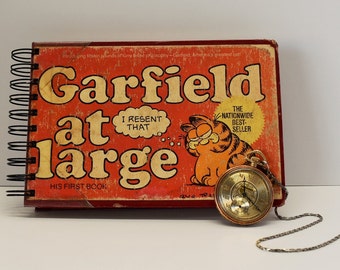 Garfield
at
large
I RESENT
THAT
THE
NATIONWIDE
BEST-
SELLER
HIS FIRST BOOK